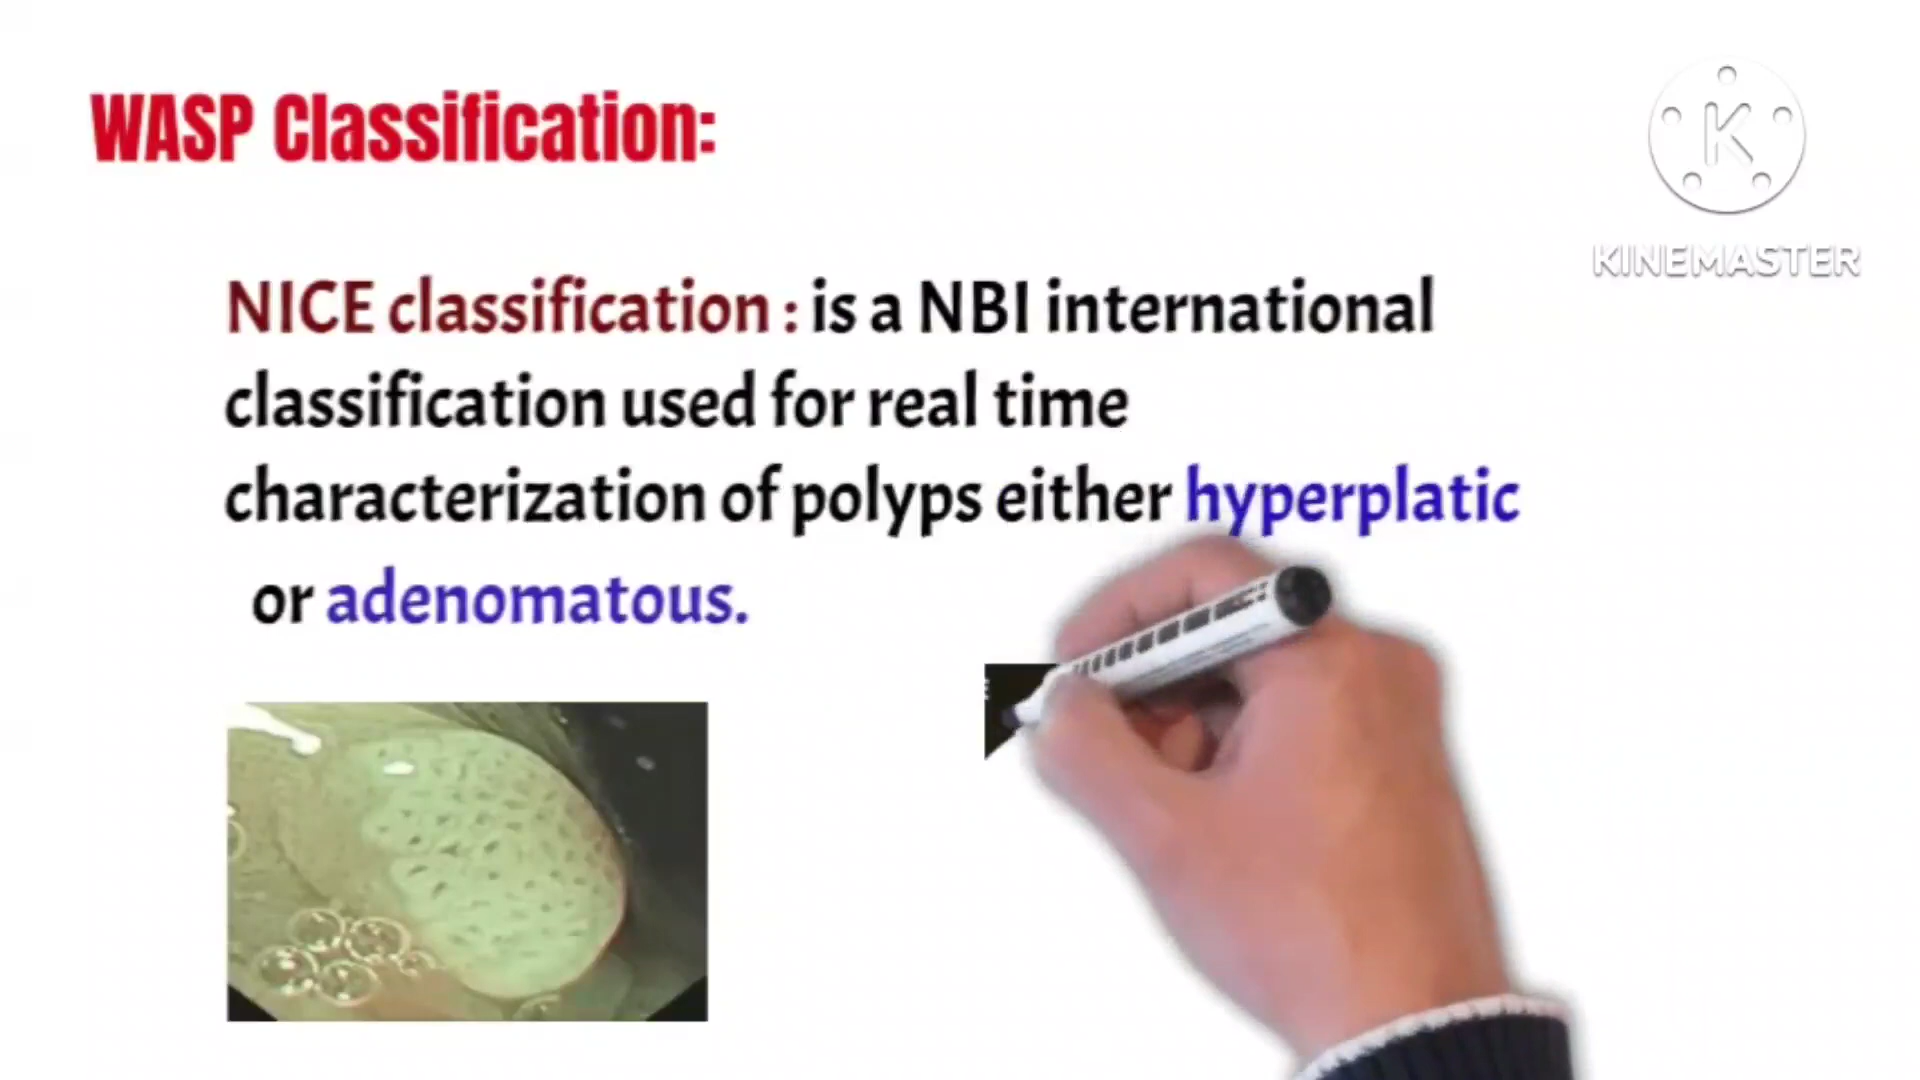 WASP Classification:
KINEMASTER
NICE classification : is a NBI international
classification used for real time
characterization of polyps either hyperplatic
or adenomatous.